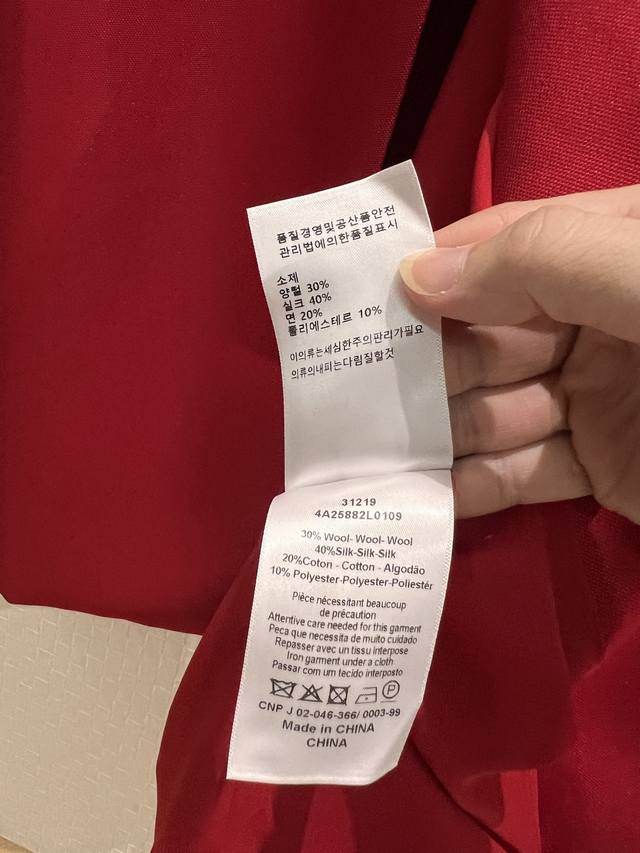 품질경영및공산품안전
관리법에의한품질표시
소제
양털 30%
실크 40%
면 20%
폴리에스테르 10%
이의류는세심한주의판리가필요
의류의내피는다림질할것
31219
4A25882L0109
30% Wool- Wool- Wool
40%Silk-Silk-Silk
20%Coton - Cotton - Algodão
10% Polyester-Polyester-Poliestér
Pièce nécessitant beaucoup
de précaution
Attentive care needed for this garment
Peca que necessita de muito cuidado
Repasser avec un tissu interpose
Iron garment under a cloth
Passar com um tecido interposto
P
CNP J 02-046-366/ 0003-99
Made in CHINA
CHINA